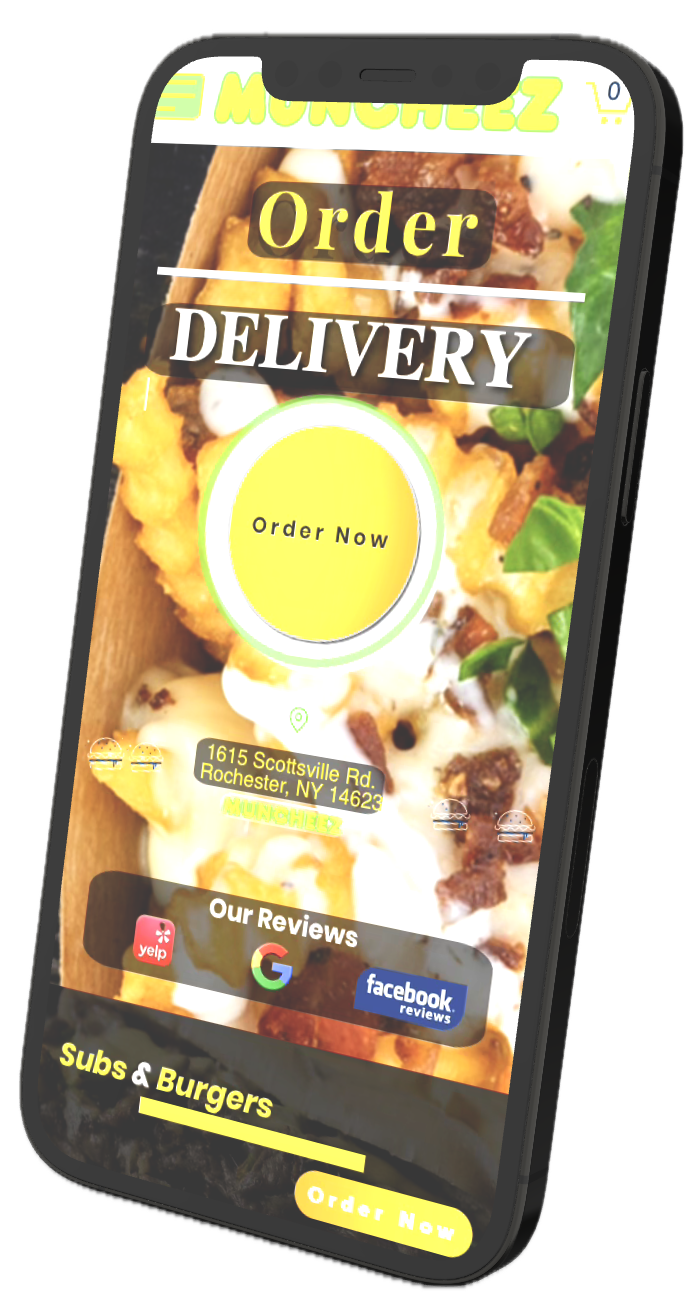 MUNCHEEZ
0
Order
DELIVERY
Order Now
1615 Scottsville Rd.
Rochester, NY 14623
MUNCHEEZ
Our Reviews
yelp
G
facebook
reviews
Subs & Burgers
Order Now